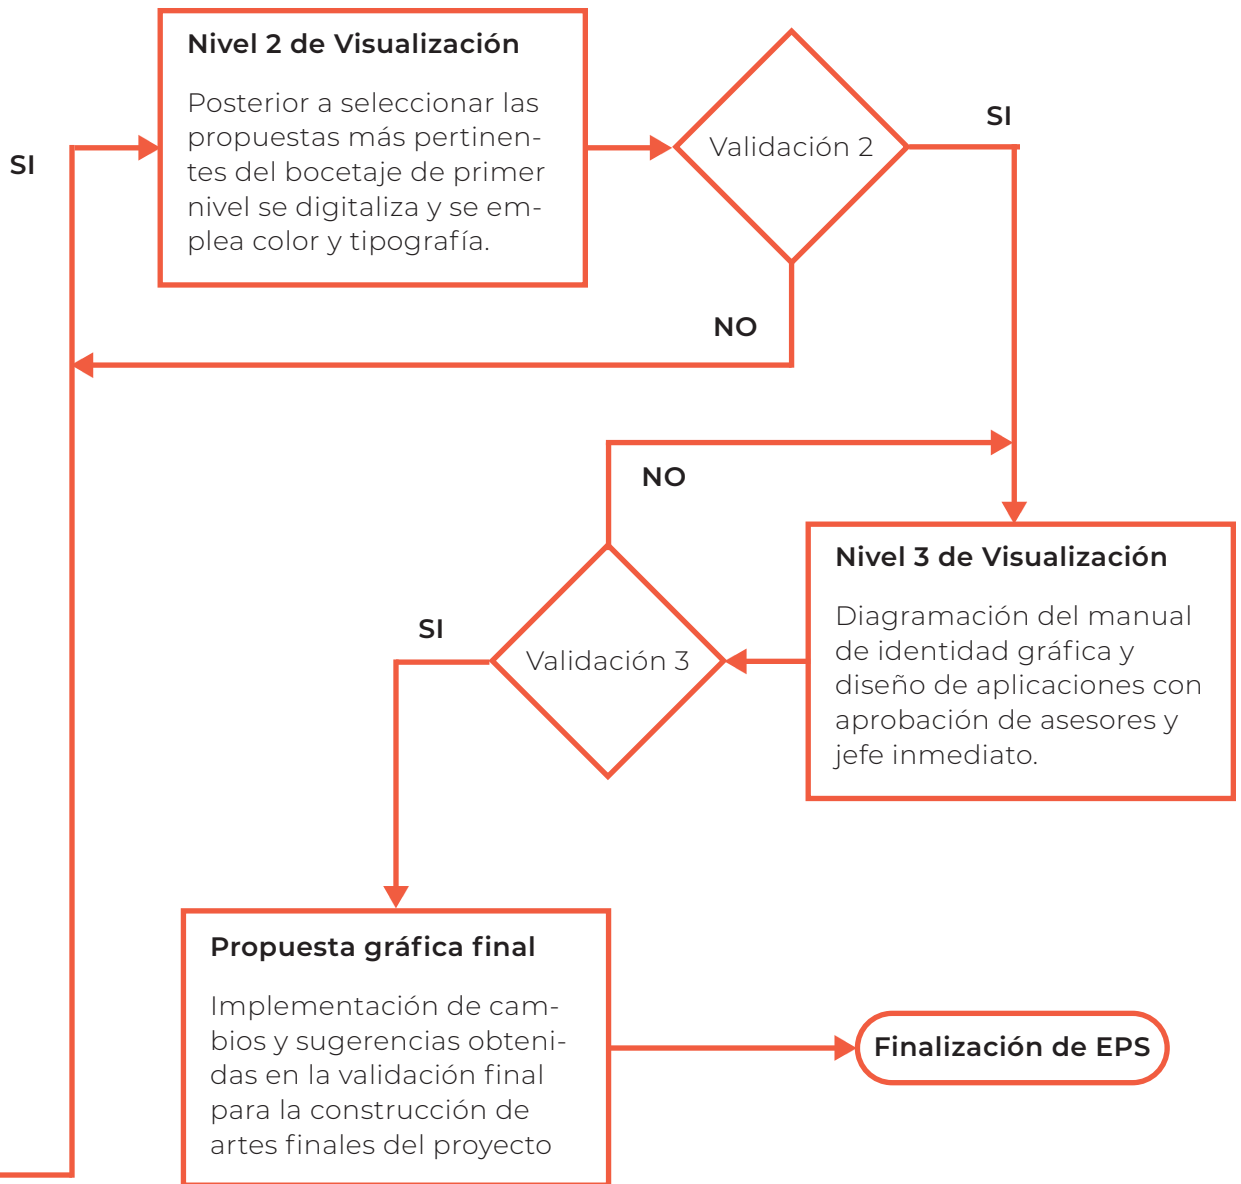 Nivel 2 de Visualización
Posterior a seleccionar las
propuestas más pertinen-
tes del bocetaje de primer
nivel se digitaliza y se em-
plea color y tipografía.
SI
Validación 2
SI
NO
NO
Nivel 3 de Visualización
Diagramación del manual
de identidad gráfica y
diseño de aplicaciones con
aprobación de asesores y
jefe inmediato.
Validación 3
SI
Propuesta gráfica final
Implementación de cam-
bios y sugerencias obteni-
das en la validación final
para la construcción de
artes finales del proyecto
Finalización de EPS